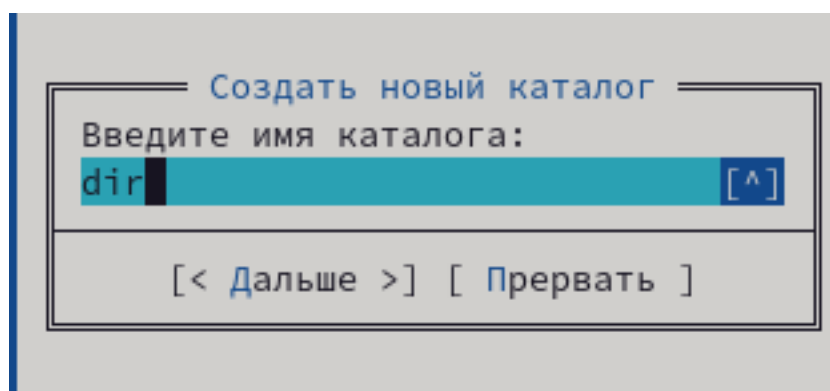 Создать новый каталог
Введите имя каталога:
dir [^]
[< Дальше >] [ Прервать ]